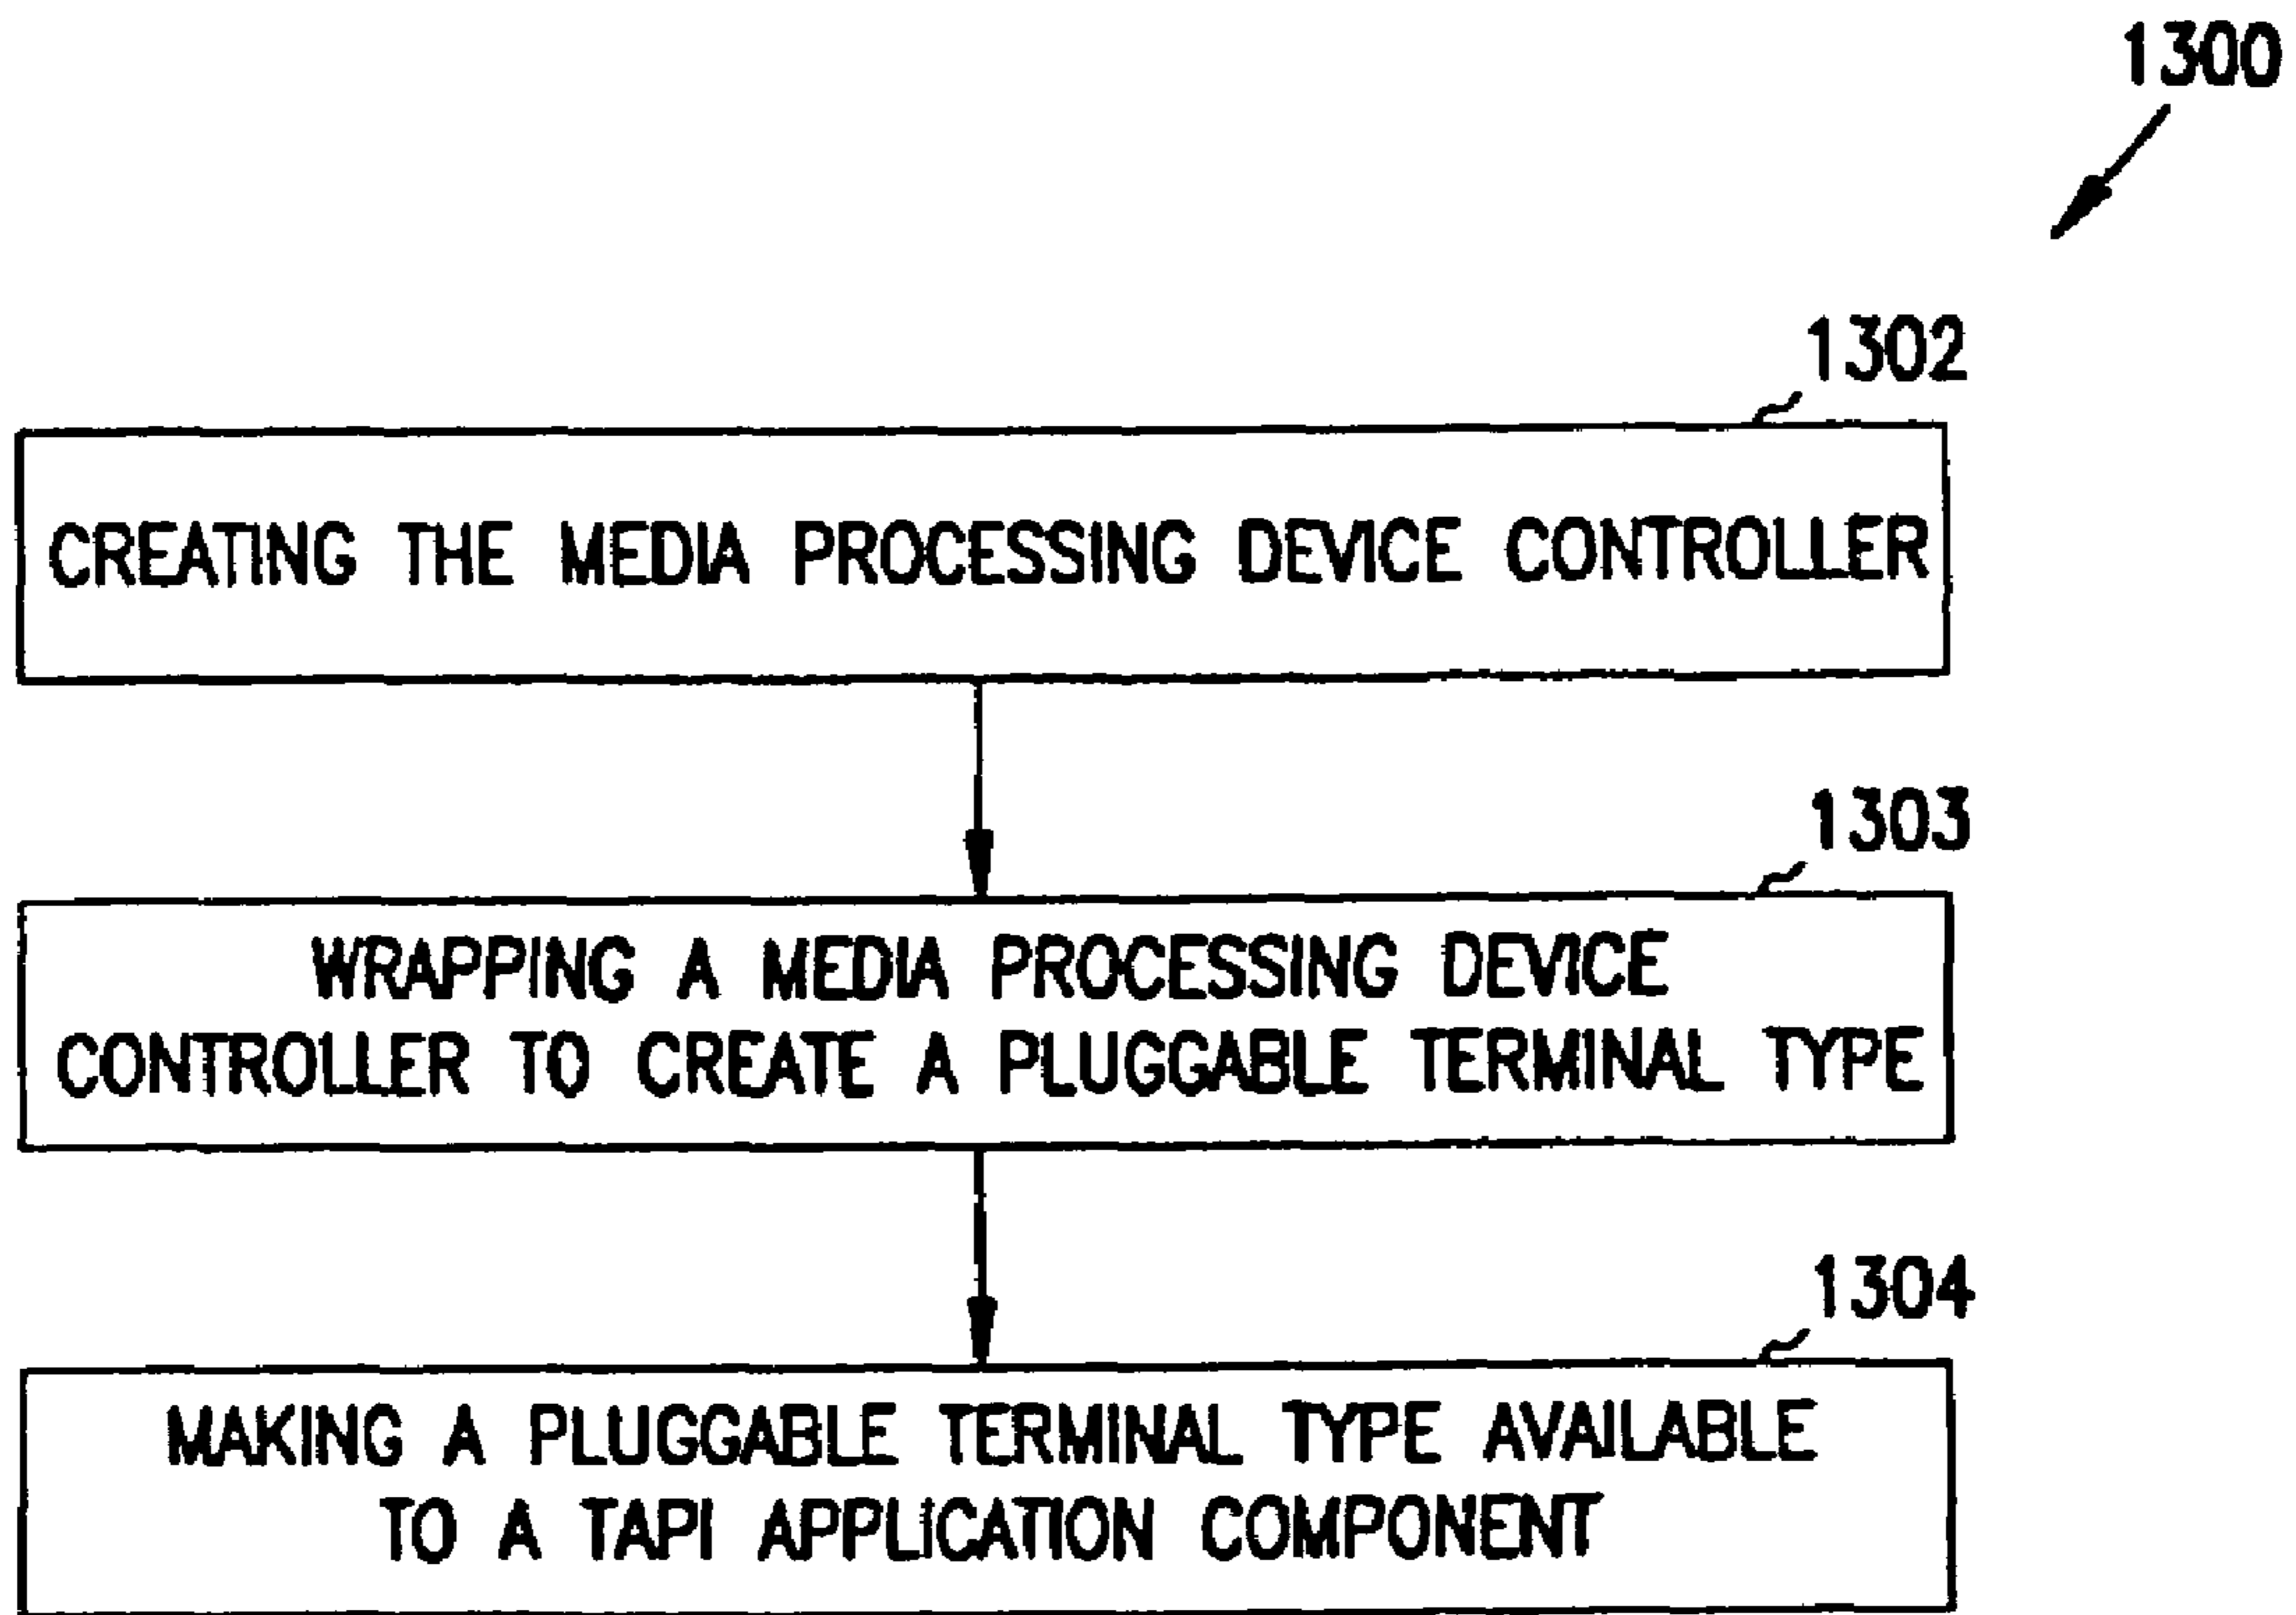 1300
1302
CREATING THE MEDIA PROCESSING DEVICE CONTROLLER
1303
WRAPPING A MEDIA PROCESSING DEVICE
CONTROLLER TO CREATE A PLUGGABLE TERMINAL TYPE
1304
MAKING A PLUGGABLE TERMINAL TYPE AVAILABLE
TO A TAPI APPLICATION COMPONENT